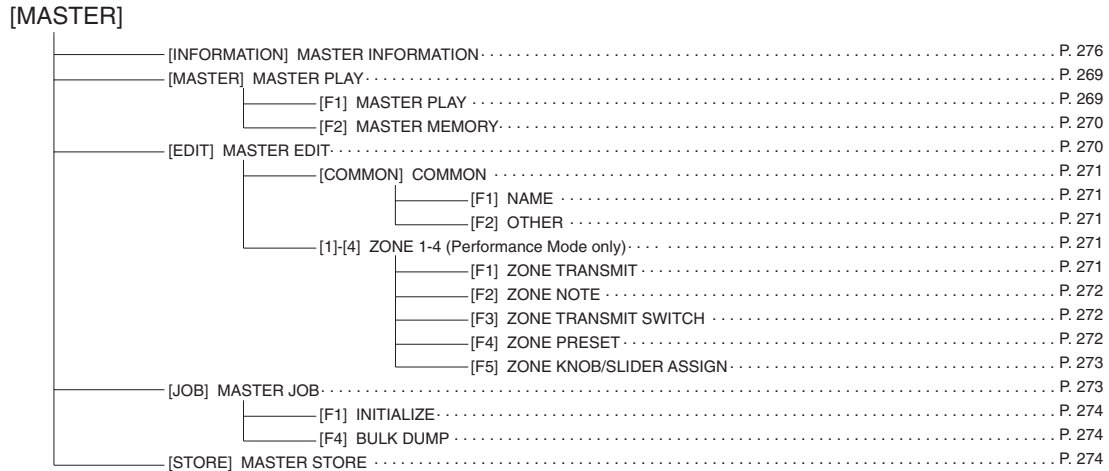 [MASTER]
[INFORMATION] MASTER INFORMATION P. 276
[MASTER] MASTER PLAY P. 269
[F1] MASTER PLAY P. 269
[F2] MASTER MEMORY P. 270
[EDIT] MASTER EDIT P. 270
[COMMON] COMMON P. 271
[F1] NAME P. 271
[F2] OTHER P. 271
[1]-[4] ZONE 1-4 (Performance Mode only) P. 271
[F1] ZONE TRANSMIT P. 271
[F2] ZONE NOTE P. 272
[F3] ZONE TRANSMIT SWITCH P. 272
[F4] ZONE PRESET P. 272
[F5] ZONE KNOB/SLIDER ASSIGN P. 273
[JOB] MASTER JOB P. 273
[F1] INITIALIZE P. 274
[F4] BULK DUMP P. 274
[STORE] MASTER STORE P. 274